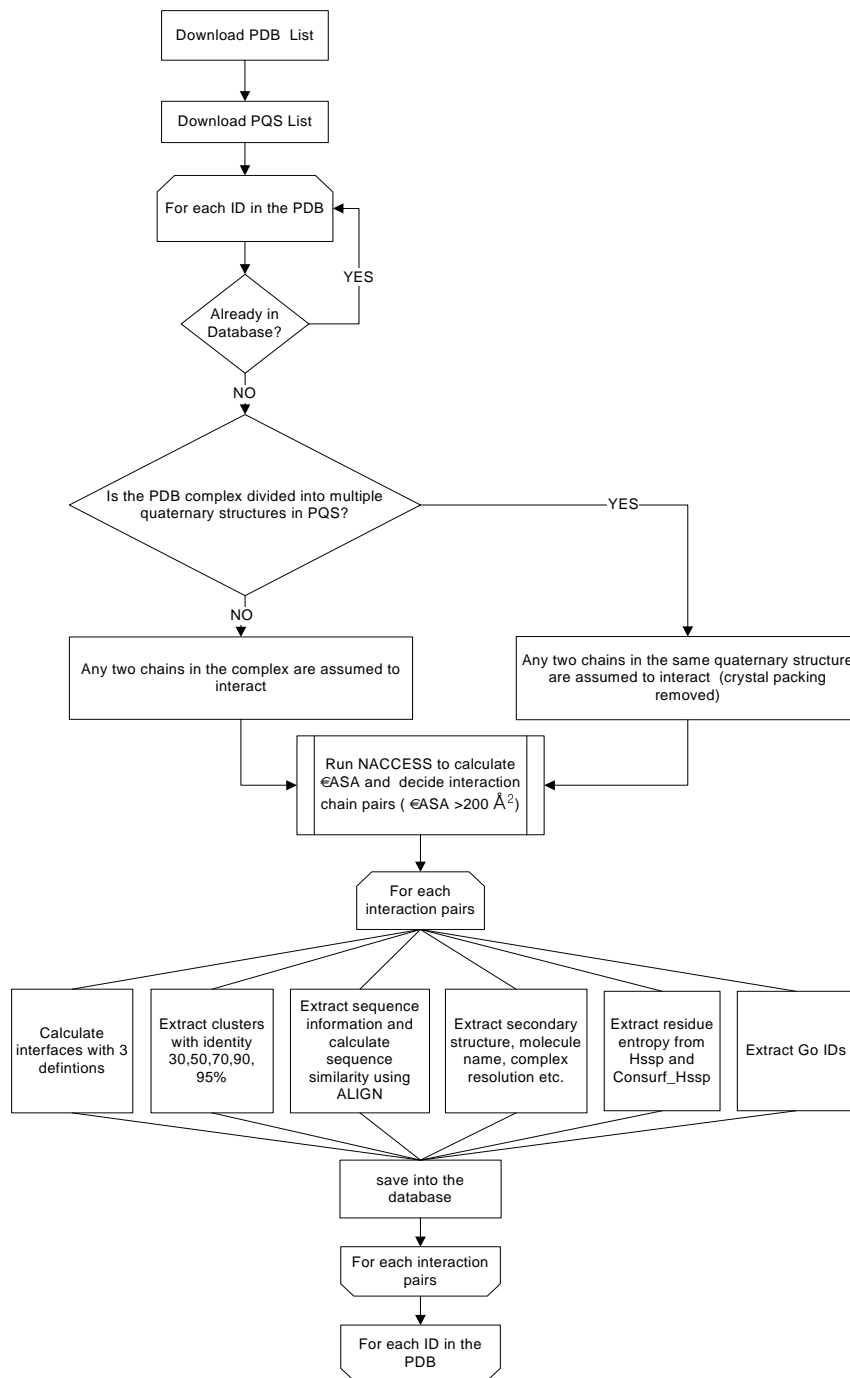 Download PDB List
Download PQS List
For each ID in the PDB
YES
Already in
Database?
NO
Is the PDB complex divided into multiple
quaternary structures in PQS?
YES
NO
Any two chains in the complex are assumed to
interact
Any two chains in the same quaternary structure
are assumed to interact (crystal packing
removed)
Run NACCESS to calculate
€ASA and decide interaction
chain pairs ( €ASA >200 Å²)
For each
interaction pairs
Calculate
interfaces with 3
defintions
Extract clusters
with identity
30,50,70,90,
95%
Extract sequence
information and
calculate
sequence
similarity using
ALIGN
Extract secondary
structure, molecule
name, complex
resolution etc.
Extract residue
entropy from
Hssp and
Consurf_Hssp
Extract Go IDs
save into the
database
For each interaction
pairs
For each ID in the
PDB